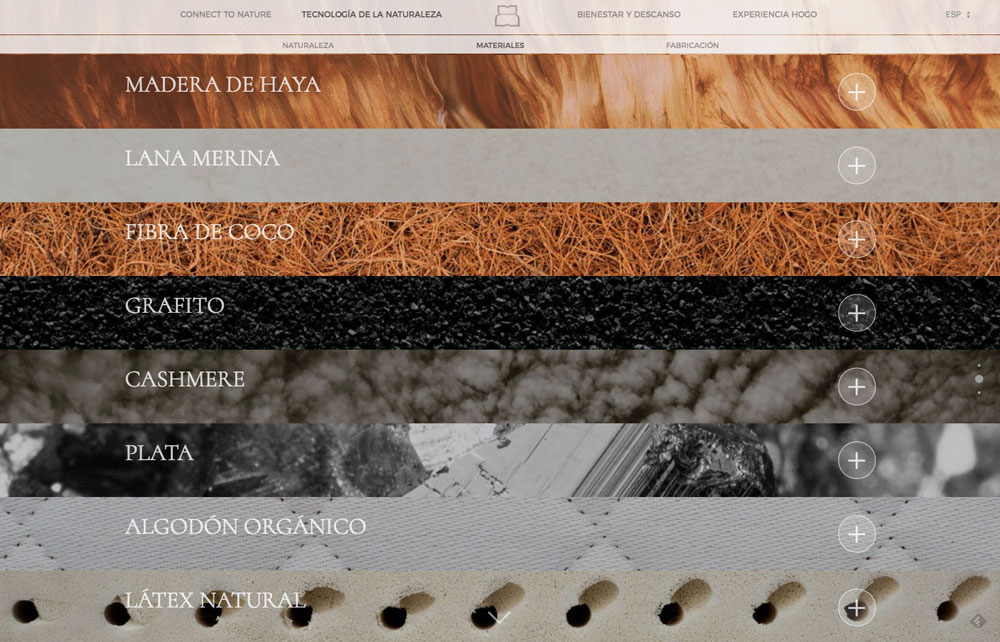 CONNECT TO NATURE TECNOLOGÍA DE LA NATURALEZA BIENESTAR Y DESCANSO EXPERIENCIA HOGO ESP
NATURALEZA MATERIALES FABRICACIÓN
MADERA DE HAYA
LANA MERINA
FIBRA DE COCO
GRAFITO
CASHMERE
PLATA
ALGODÓN ORGÁNICO
LÁTEX NATURAL